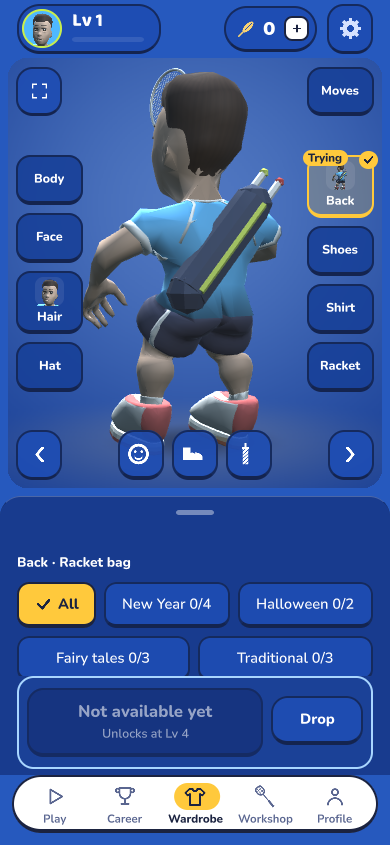 Lv 1
0
+
Moves
Body
Trying
Back
Face
Shoes
Hair
Shirt
Hat
Racket
Back · Racket bag
All
New Year 0/4
Halloween 0/2
Fairy tales 0/3
Traditional 0/3
Not available yet
Unlocks at Lv 4
Drop
Play
Career
Wardrobe
Workshop
Profile